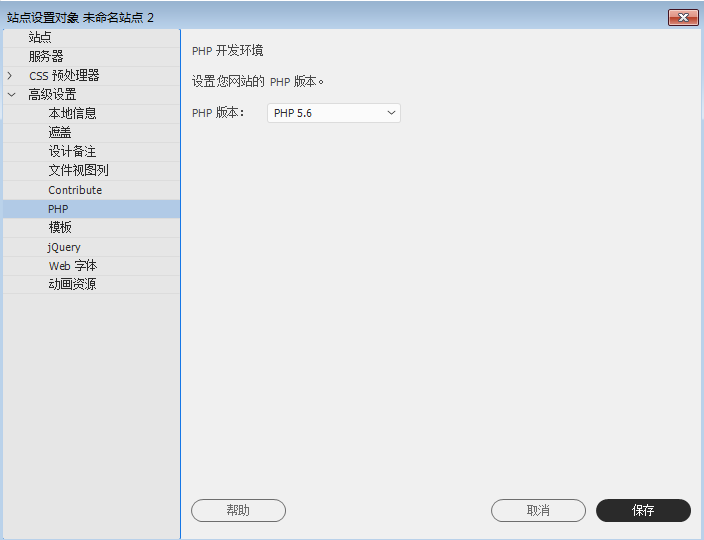 站点设置对象 未命名站点 2
站点
服务器
CSS 预处理器
高级设置
本地信息
遮盖
设计备注
文件视图列
Contribute
PHP
模板
jQuery
Web 字体
动画资源
PHP 开发环境
设置您网站的 PHP 版本。
PHP 版本： PHP 5.6
帮助
取消
保存